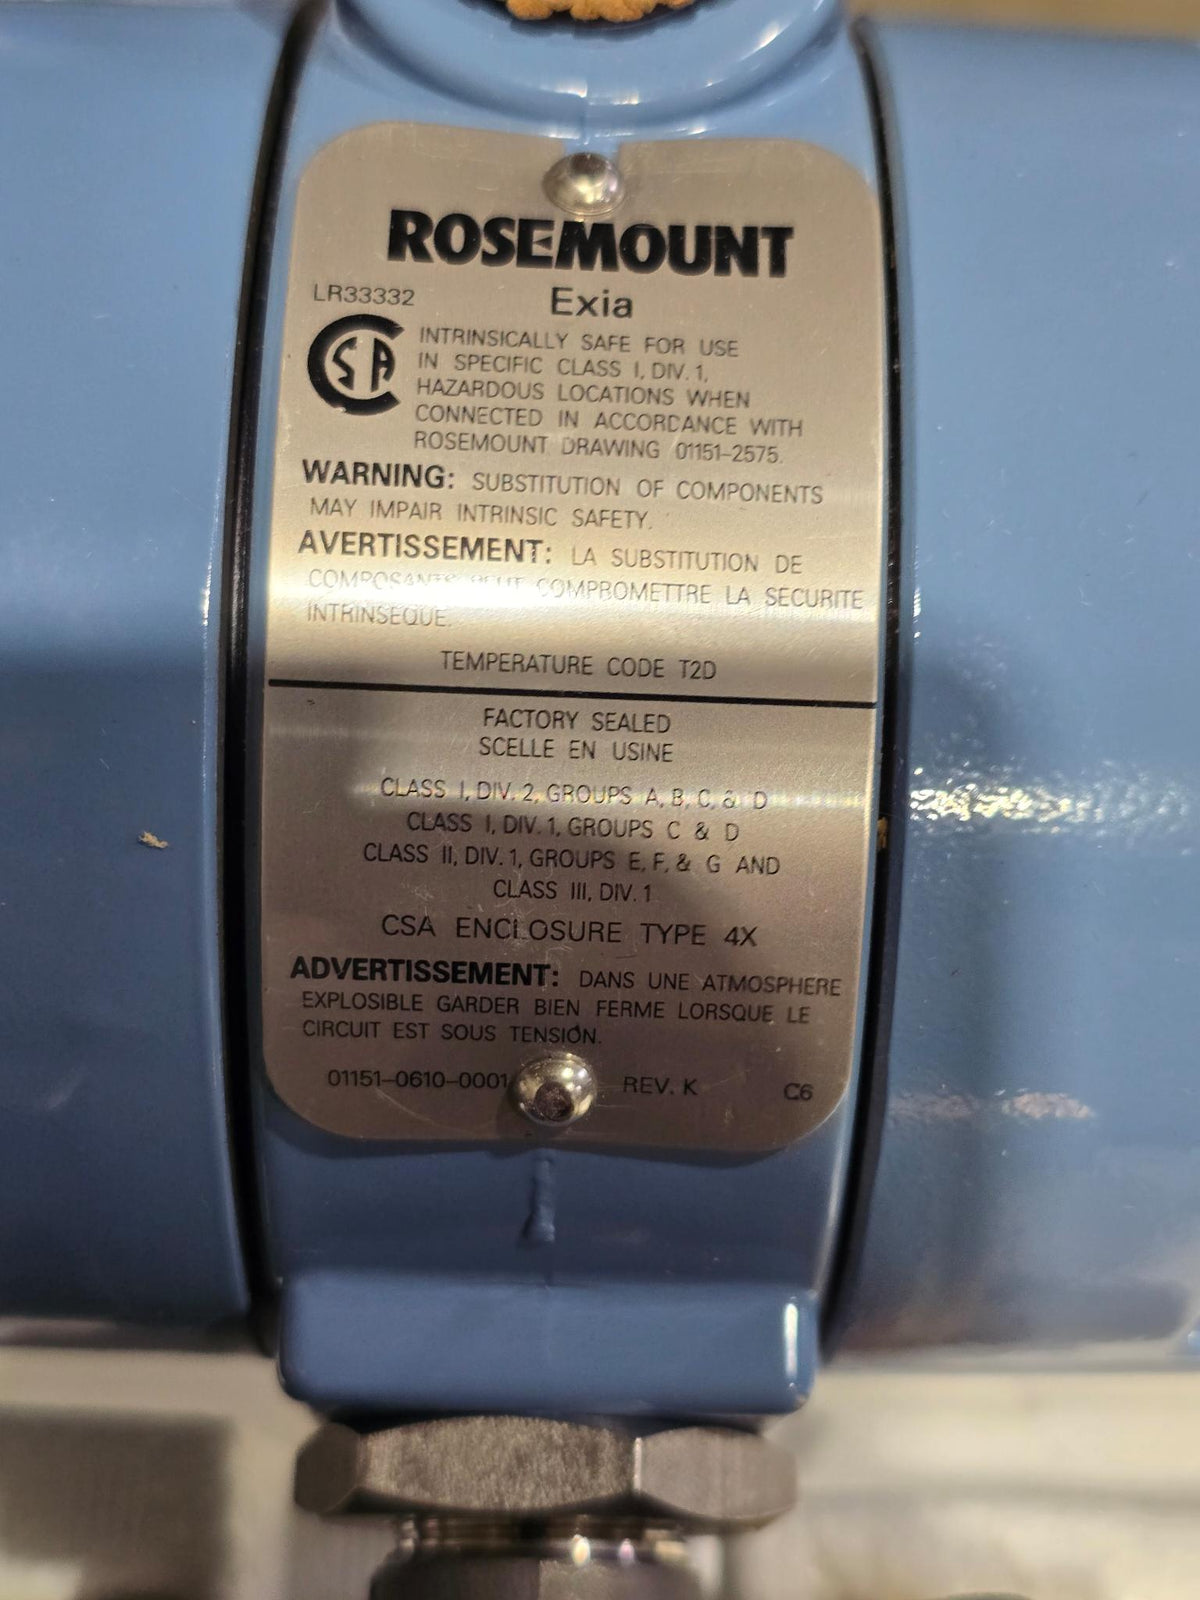 ROSEMOUNT
LR33332
Exia
CSA
INTRINSICALLY SAFE FOR USE
IN SPECIFIC CLASS I, DIV. 1,
HAZARDOUS LOCATIONS WHEN
CONNECTED IN ACCORDANCE WITH
ROSEMOUNT DRAWING 01151-2575.
WARNING: SUBSTITUTION OF COMPONENTS
MAY IMPAIR INTRINSIC SAFETY.
AVERTISSEMENT: LA SUBSTITUTION DE
COMPOSANTS PEUT COMPROMETTRE LA SECURITE
INTRINSEQUE.
TEMPERATURE CODE T2D
FACTORY SEALED
SCELLE EN USINE
CLASS I, DIV. 2, GROUPS A, B, C, & D
CLASS I, DIV. 1, GROUPS C & D
CLASS II, DIV. 1, GROUPS E, F, & G AND
CLASS III, DIV. 1
CSA ENCLOSURE TYPE 4X
ADVERTISSEMENT: DANS UNE ATMOSPHERE
EXPLOSIBLE GARDER BIEN FERME LORSQUE LE
CIRCUIT EST SOUS TENSION.
01151-0610-0001 REV. K C6